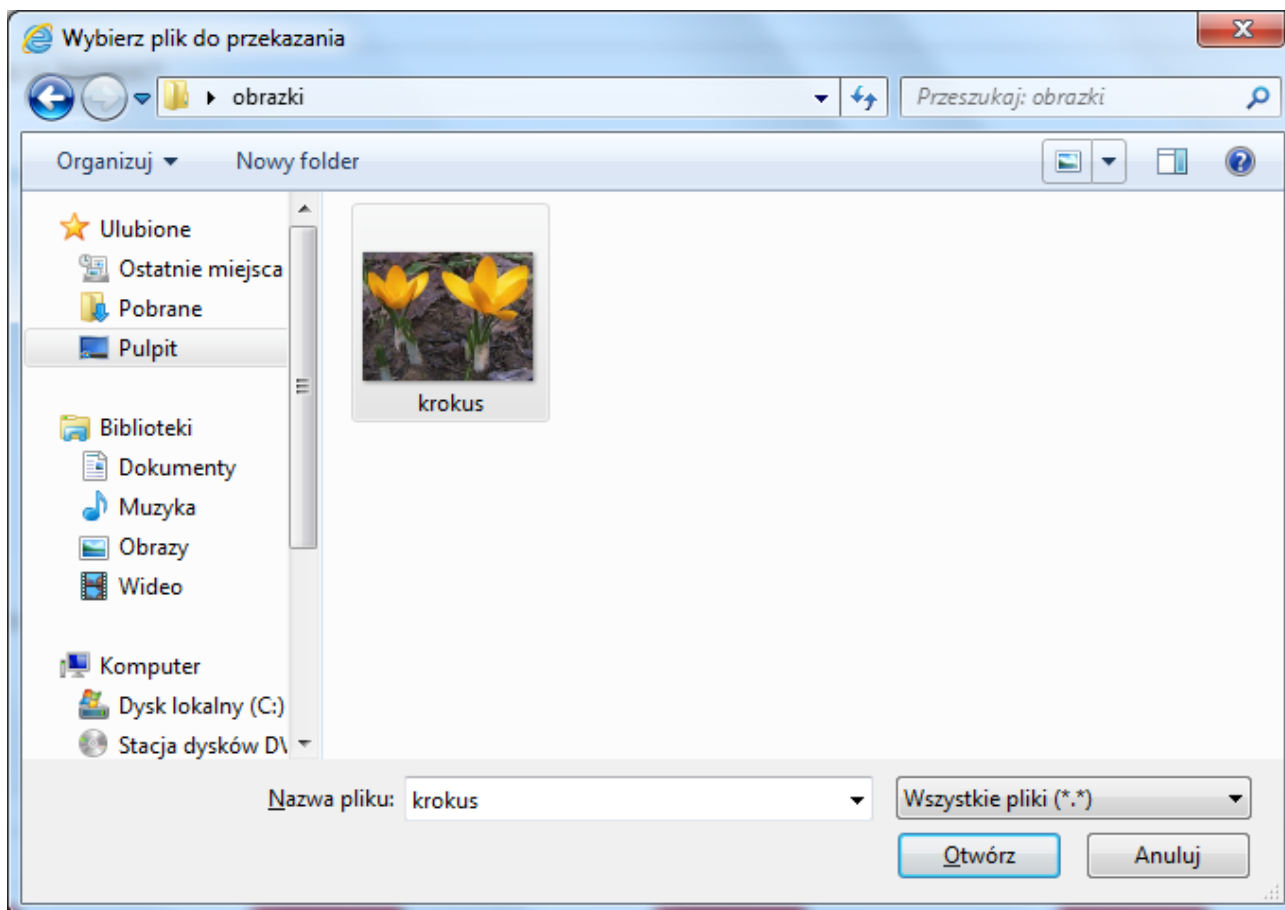 Wybierz plik do przekazania
obrazki
Przeszukaj: obrazki
Organizuj
Nowy folder
Ulubione
Ostatnie miejsca
Pobrane
Pulpit
Biblioteki
Dokumenty
Muzyka
Obrazy
Wideo
Komputer
Dysk lokalny (C:)
Stacja dysków
krokus
Nazwa pliku: krokus
Wszystkie pliki (*.*)
Otwórz
Anuluj